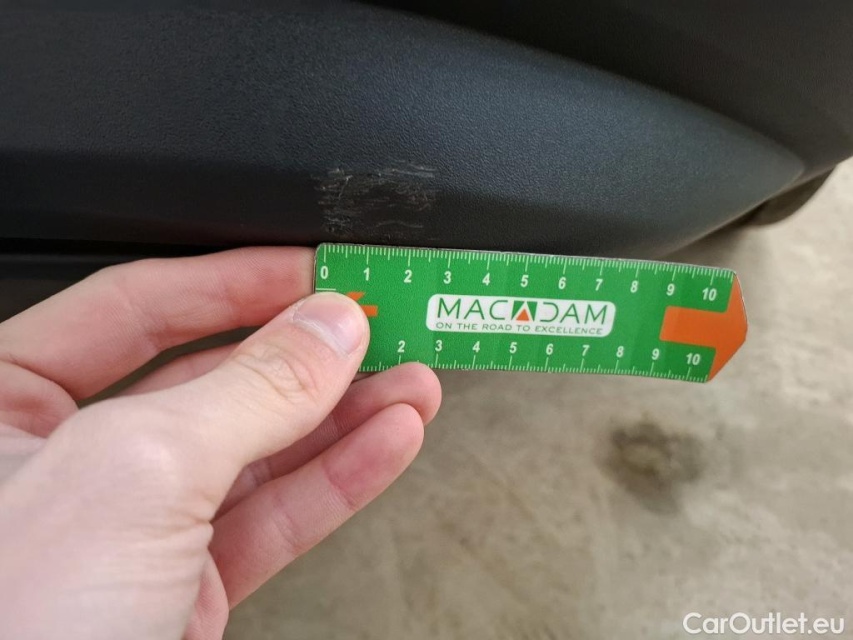 0 1 2 3 4 5 6 7 8 9 10
MACADAM
ON THE ROAD TO EXCELLENCE
2 3 4 5 6 7 8 9 10
CarOutlet.eu